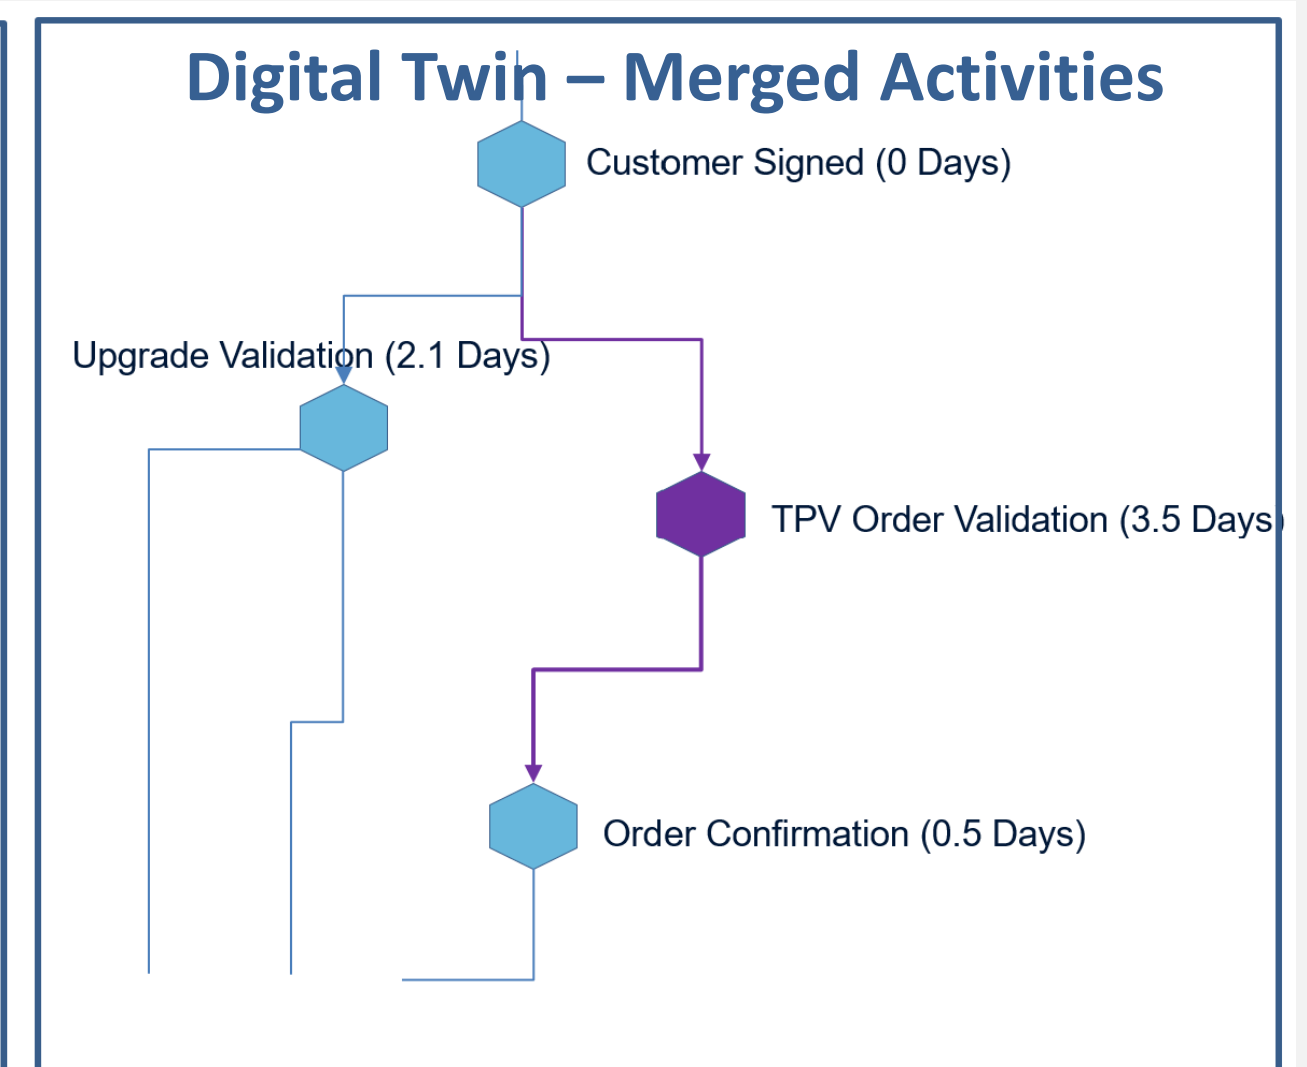 Digital Twin – Merged Activities
Customer Signed (0 Days)
Upgrade Validation (2.1 Days)
TPV Order Validation (3.5 Days)
Order Confirmation (0.5 Days)